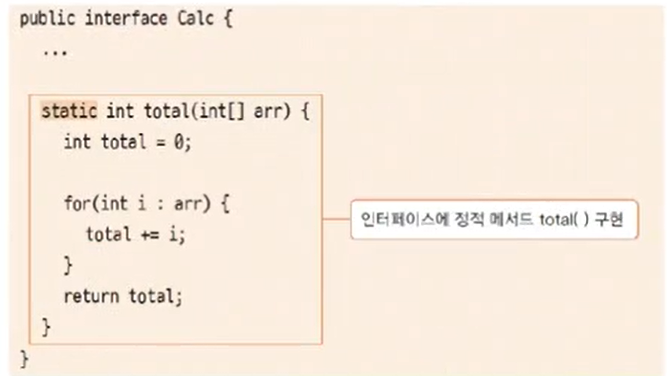 public interface Calc {
...
static int total(int[] arr) {
int total = 0;
for(int i : arr) {
total += i;
}
return total;
}
}
인터페이스에 정적 메서드 total( ) 구현